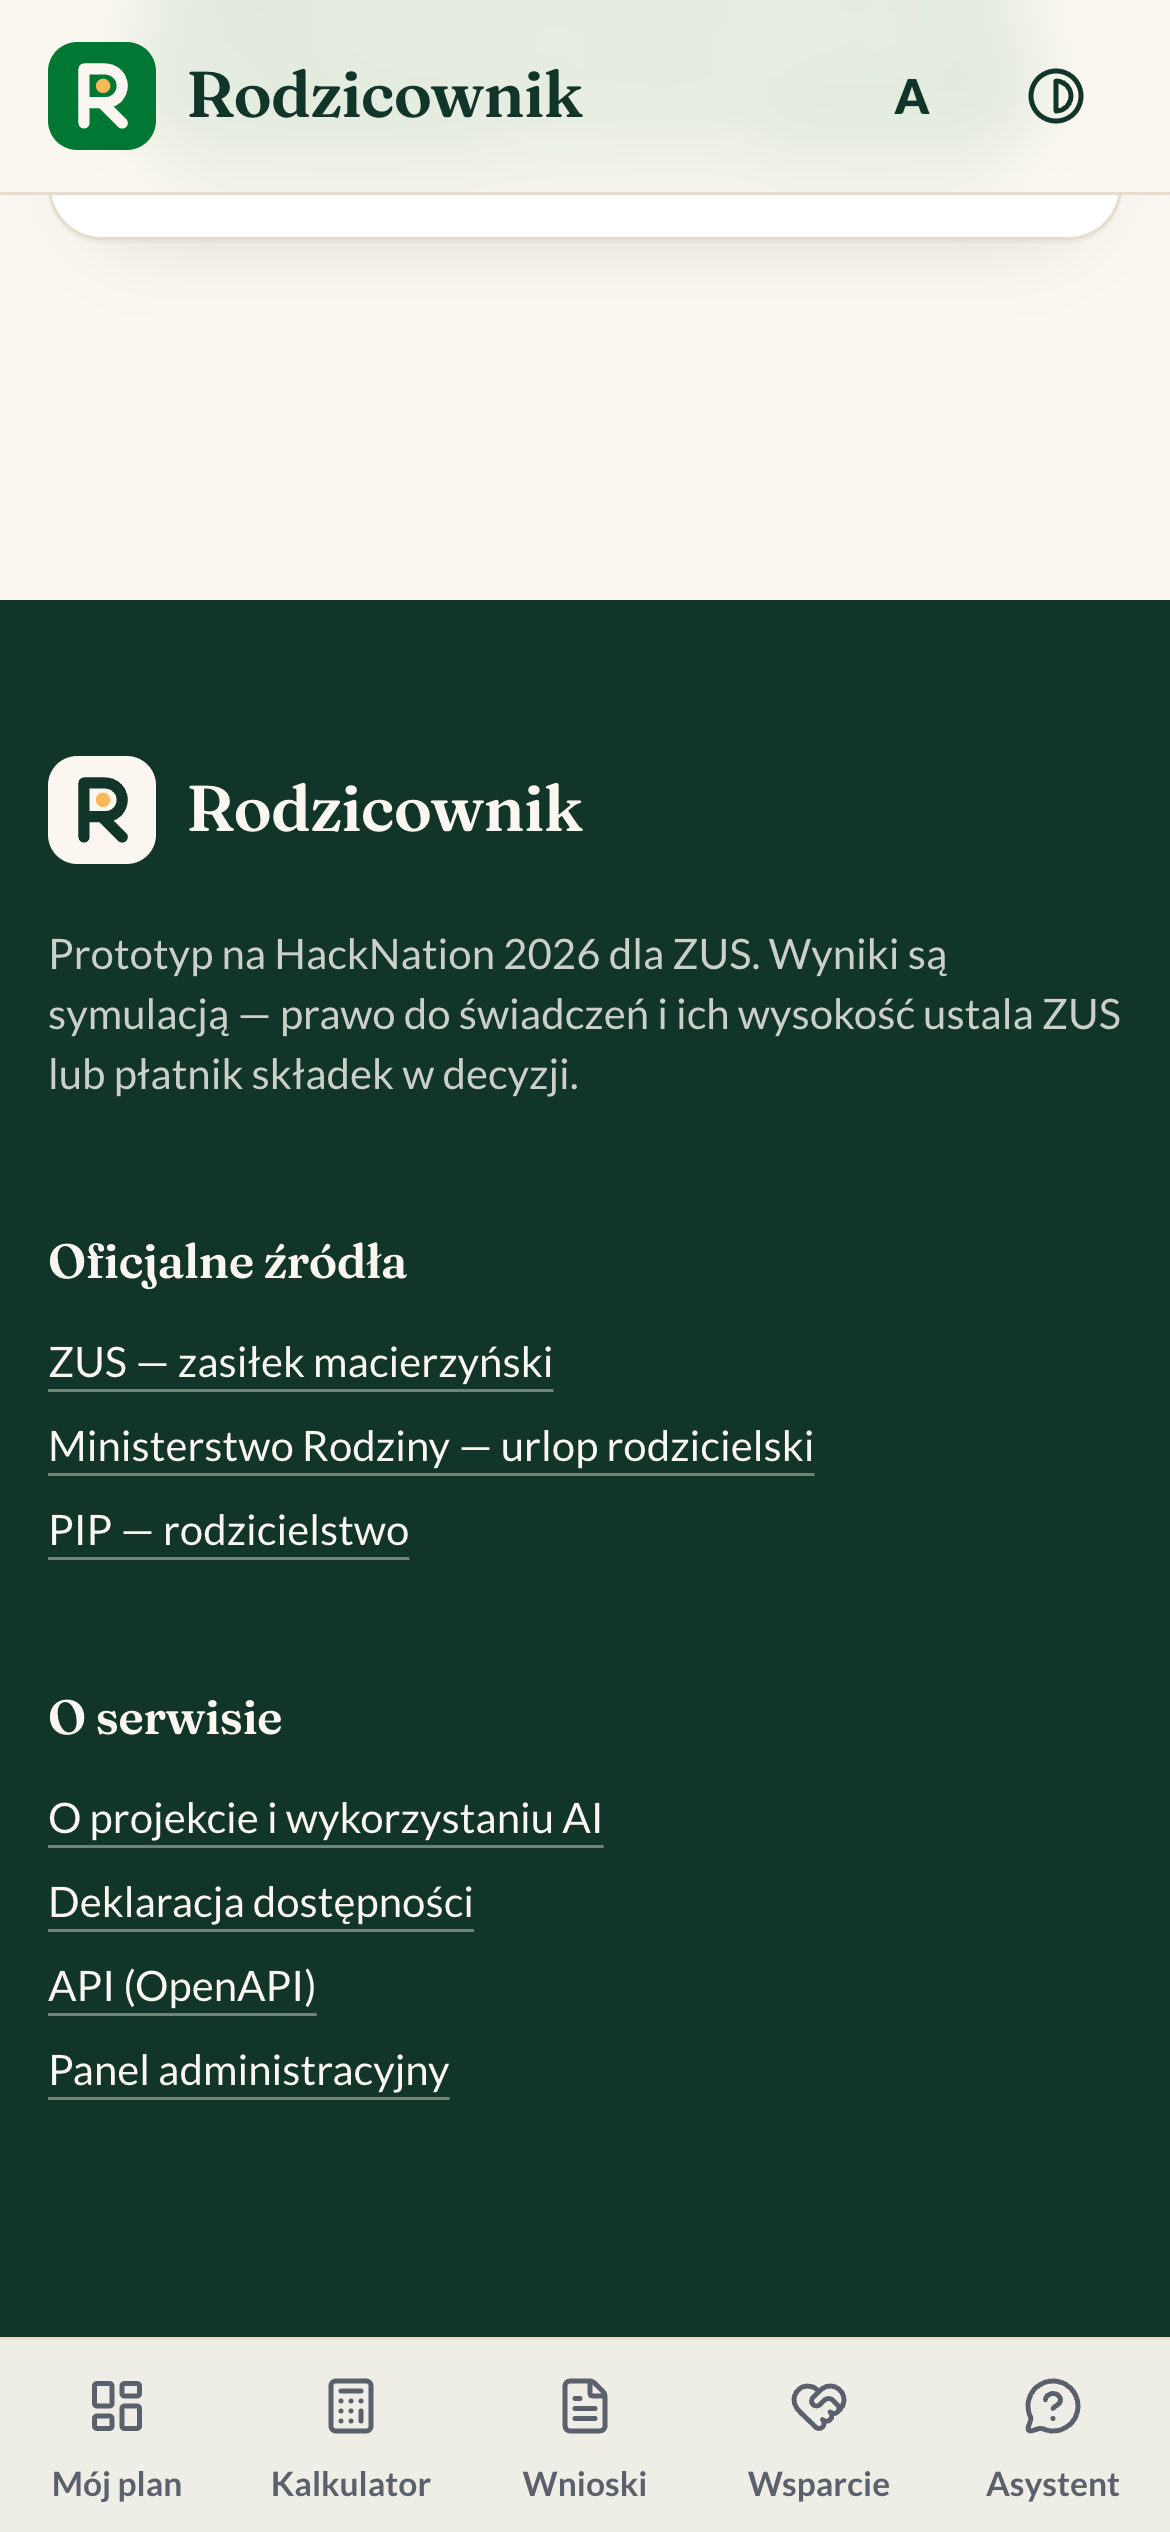 R Rodzicownik A
R Rodzicownik
Prototyp na HackNation 2026 dla ZUS. Wyniki są
symulacją — prawo do świadczeń i ich wysokość ustala ZUS
lub płatnik składek w decyzji.
Oficjalne źródła
ZUS — zasiłek macierzyński
Ministerstwo Rodziny — urlop rodzicielski
PIP — rodzicielstwo
O serwisie
O projekcie i wykorzystaniu AI
Deklaracja dostępności
API (OpenAPI)
Panel administracyjny
Mój plan Kalkulator Wnioski Wsparcie Asystent